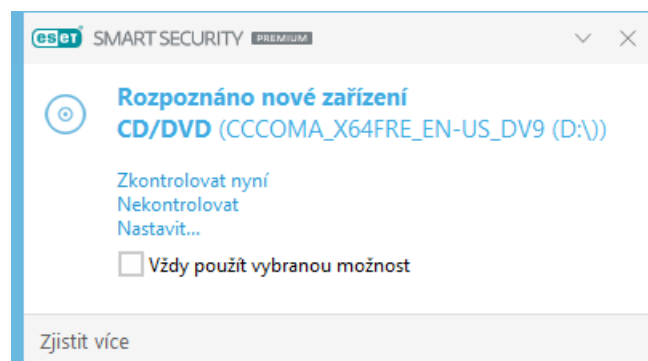 eset SMART SECURITY PREMIUM
Rozpoznáno nové zařízení
CD/DVD (CCCOMA_X64FRE_EN-US_DV9 (D:\))
Zkontrolovat nyní
Nekontrolovat
Nastavit...
Vždy použít vybranou možnost
Zjistit více